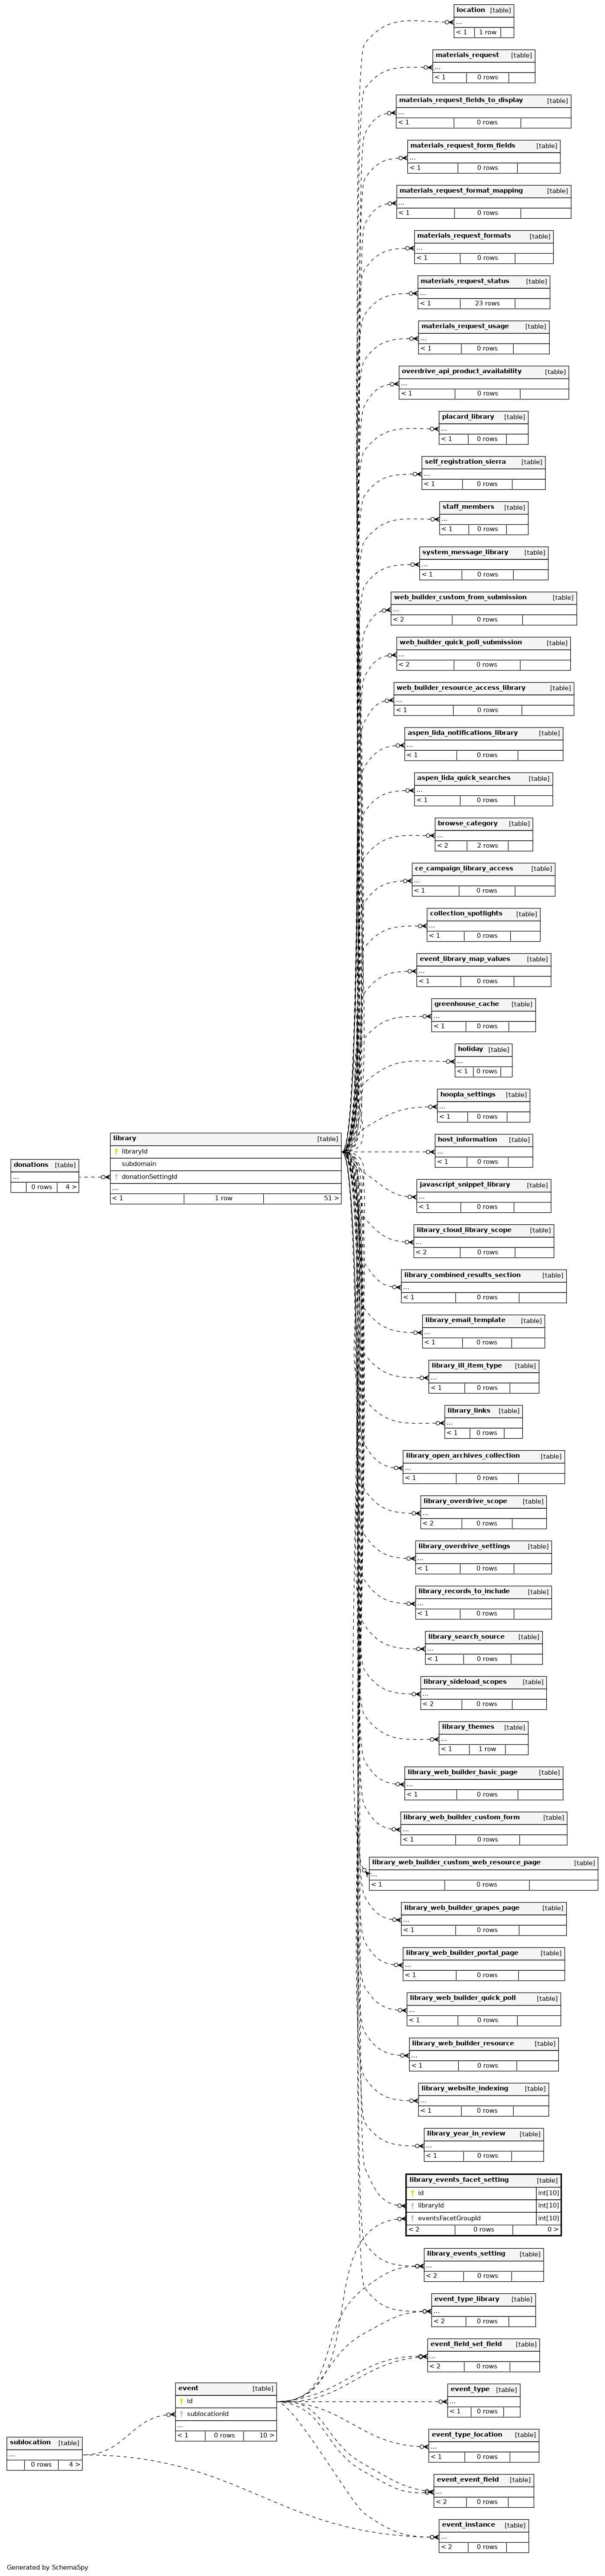 location [table]
...
< 1 1 row
materials_request [table]
...
< 1 0 rows
materials_request_fields_to_display [table]
...
< 1 0 rows
materials_request_form_fields [table]
...
< 1 0 rows
materials_request_format_mapping [table]
...
< 1 0 rows
materials_request_formats [table]
...
< 1 0 rows
materials_request_status [table]
...
< 1 23 rows
materials_request_usage [table]
...
< 1 0 rows
overdrive_api_product_availability [table]
...
< 1 0 rows
placard_library [table]
...
< 1 0 rows
self_registration_sierra [table]
...
< 1 0 rows
staff_members [table]
...
< 1 0 rows
system_message_library [table]
...
< 1 0 rows
web_builder_custom_from_submission [table]
...
< 2 0 rows
web_builder_quick_poll_submission [table]
...
< 2 0 rows
web_builder_resource_access_library [table]
...
< 1 0 rows
aspen_lida_notifications_library [table]
...
< 1 0 rows
aspen_lida_quick_searches [table]
...
< 1 0 rows
browse_category [table]
...
< 2 2 rows
ce_campaign_library_access [table]
...
< 1 0 rows
collection_spotlights [table]
...
< 1 0 rows
event_library_map_values [table]
...
< 1 0 rows
greenhouse_cache [table]
...
< 1 0 rows
holiday [table]
...
< 1 0 rows
hoopla_settings [table]
...
< 1 0 rows
host_information [table]
...
< 1 0 rows
donations [table]
...
0 rows 4 >
library [table]
libraryId
subdomain
donationSettingId
...
< 1 1 row 51 >
javascript_snippet_library [table]
...
< 1 0 rows
library_cloud_library_scope [table]
...
< 2 0 rows
library_combined_results_section [table]
...
< 1 0 rows
library_email_template [table]
...
< 1 0 rows
library_ill_item_type [table]
...
< 1 0 rows
library_links [table]
...
< 1 0 rows
library_open_archives_collection [table]
...
< 1 0 rows
library_overdrive_scope [table]
...
< 2 0 rows
library_overdrive_settings [table]
...
< 1 0 rows
library_records_to_include [table]
...
< 1 0 rows
library_search_source [table]
...
< 1 0 rows
library_sideload_scopes [table]
...
< 2 0 rows
library_themes [table]
...
< 1 1 row
library_web_builder_basic_page [table]
...
< 1 0 rows
library_web_builder_custom_form [table]
...
< 1 0 rows
library_web_builder_custom_web_resource_page [table]
...
< 1 0 rows
library_web_builder_grapes_page [table]
...
< 1 0 rows
library_web_builder_portal_page [table]
...
< 1 0 rows
library_web_builder_quick_poll [table]
...
< 1 0 rows
library_web_builder_resource [table]
...
< 1 0 rows
library_website_indexing [table]
...
< 1 0 rows
library_year_in_review [table]
...
< 1 0 rows
library_events_facet_setting [table]
id int[10]
libraryId int[10]
eventsFacetGroupId int[10]
< 2 0 rows 0 >
library_events_setting [table]
...
< 2 0 rows
event_type_library [table]
...
< 2 0 rows
event_field_set_field [table]
...
< 2 0 rows
event [table]
id
sublocationId
...
< 1 0 rows 10 >
event_type [table]
...
< 1 0 rows
event_type_location [table]
...
< 1 0 rows
sublocation [table]
...
0 rows 4 >
event_event_field [table]
...
< 2 0 rows
event_instance [table]
...
< 2 0 rows
Generated by SchemaSpy